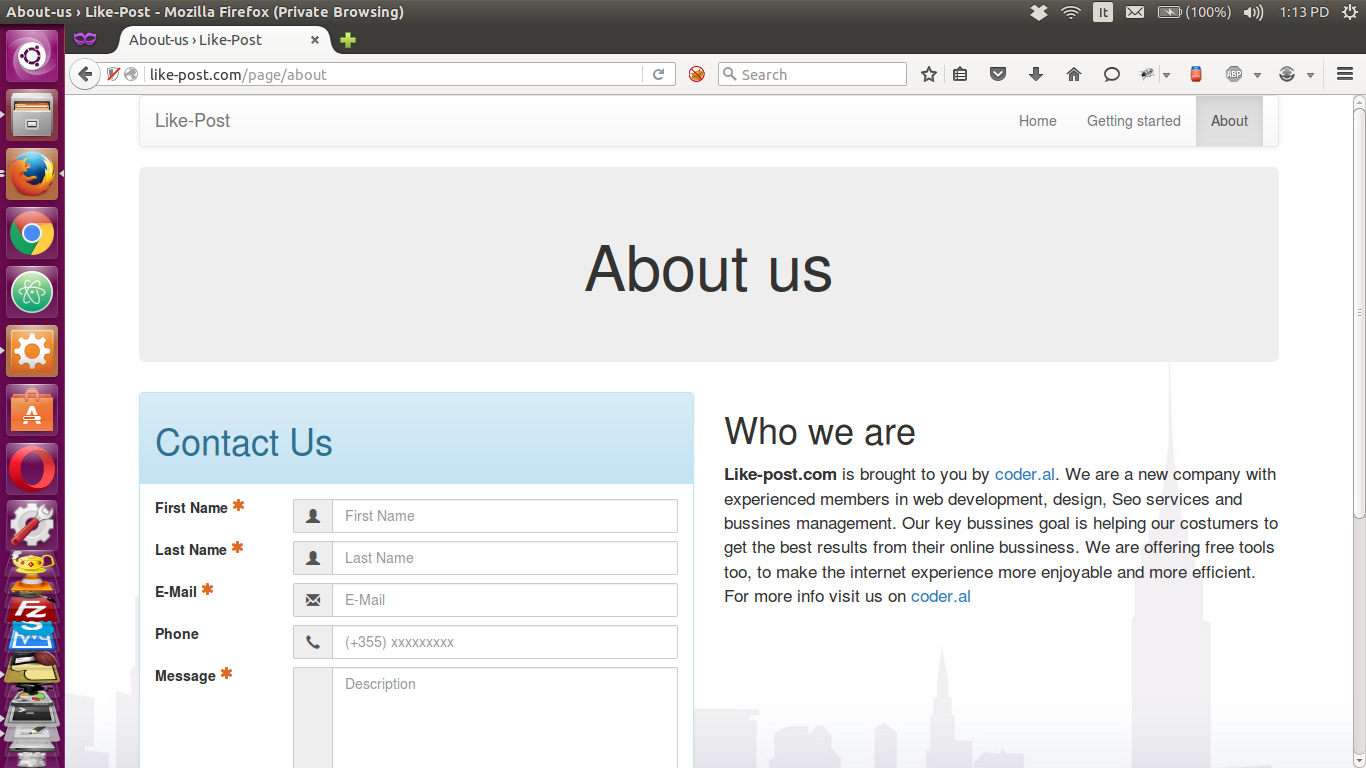 About-us › Like-Post - Mozilla Firefox (Private Browsing)
It
(100%)
1:13 PD
About-us › Like-Post
like-post.com/page/about
Search
ABP
Like-Post
Home
Getting started
About
About us
Contact Us
First Name *
First Name
Last Name *
Last Name
E-Mail *
E-Mail
Phone
(+355) xxxxxxxxx
Message *
Description
Who we are
Like-post.com is brought to you by coder.al. We are a new company with
experienced members in web development, design, Seo services and
bussines management. Our key bussines goal is helping our costumers to
get the best results from their online bussiness. We are offering free tools
too, to make the internet experience more enjoyable and more efficient.
For more info visit us on coder.al